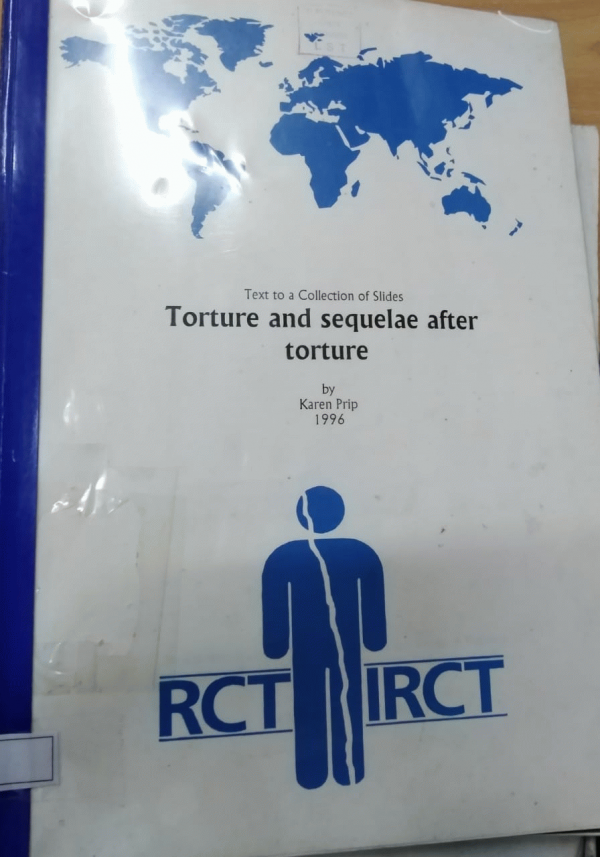 Text to a Collection of Slides
Torture and sequelae after
torture
by
Karen Prip
1996
RCT IRCT